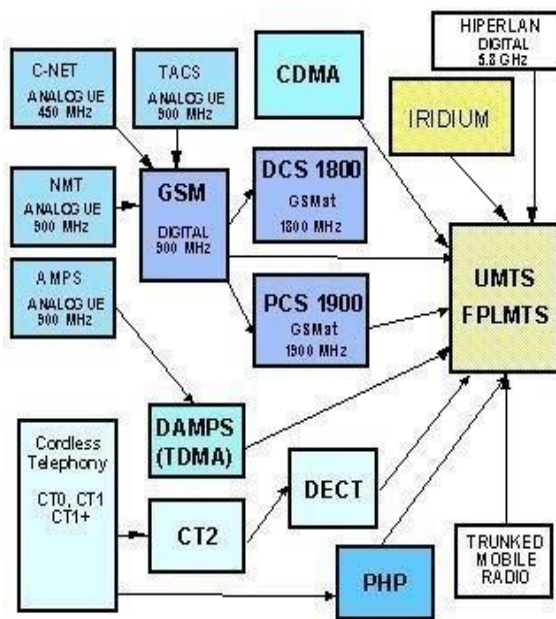 C-NET
ANALOGUE
450 MHz
TACS
ANALOGUE
900 MHz
CDMA
HIPERLAN
DIGITAL
5.8 GHz
IRIDIUM
NMT
ANALOGUE
900 MHz
GSM
DIGITAL
900 MHz
DCS 1800
GSMat
1800 MHz
AMPS
ANALOGUE
900 MHz
PCS 1900
GSMat
1900 MHz
UMTS
FPLMTS
DAMPS
(TDMA)
Cordless
Telephony
CT0, CT1
CT1+
CT2
DECT
PHP
TRUNKED
MOBILE
RADIO